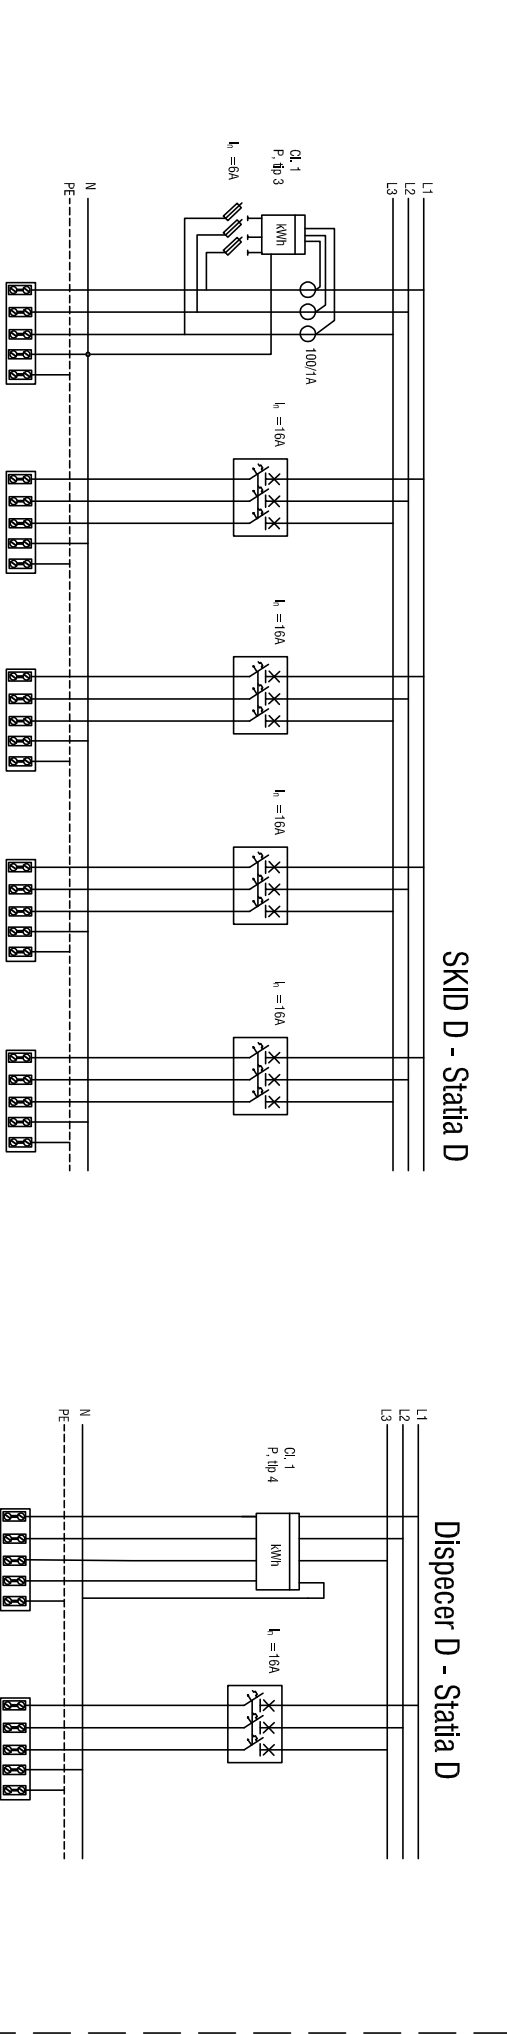 SKID D - Statia D
L1
L2
L3
Cl. 1
P, tip 3
kWh
100/1A
In =6A
In =16A
In =16A
In =16A
In =16A
N
PE
Dispecer D - Statia D
L1
L2
L3
Cl. 1
P, tip 4
kWh
In =16A
N
PE